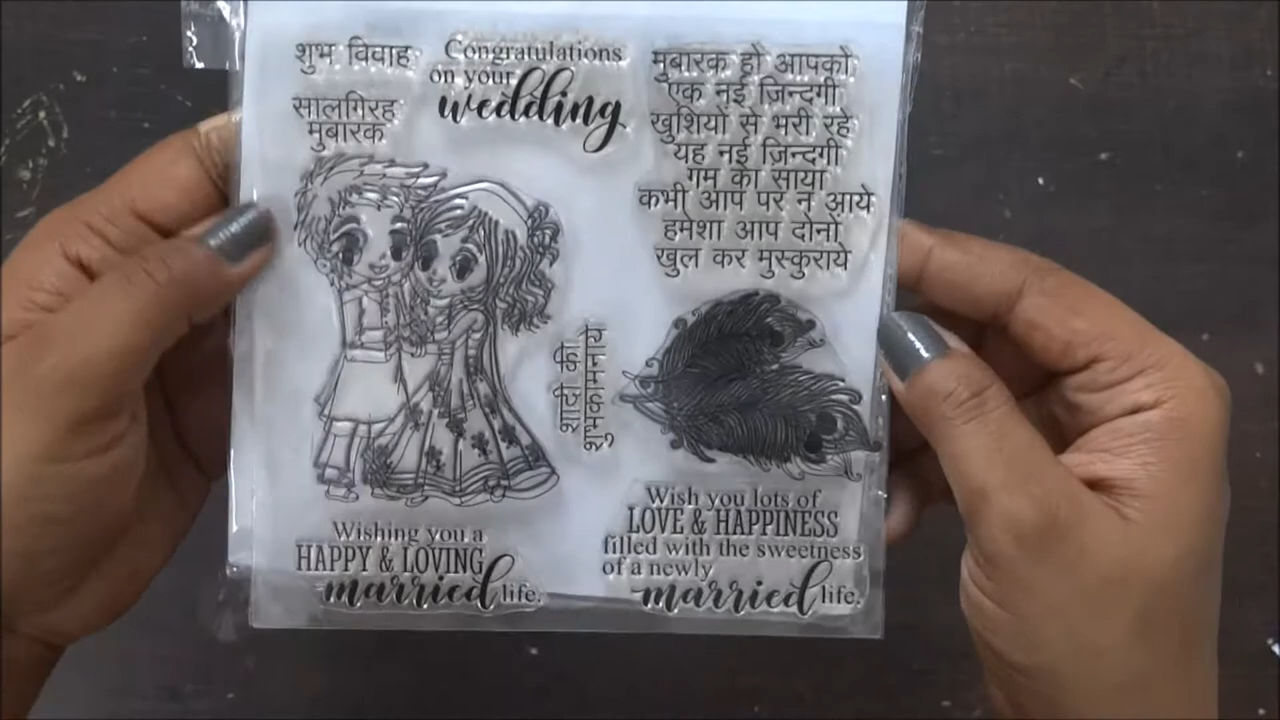 शुभ विवाह
सालगिरह
मुबारक
Congratulations
on your
wedding
मुबारक हो आपको
एक नई ज़िन्दगी
खुशियों से भरी रहे
यह नई ज़िन्दगी
गम का साया
कभी आप पर न आये
हमेशा आप दोनों
खुल कर मुस्कुराये
शादी की
शुभकामनाये
Wishing you a
HAPPY & LOVING
married life.
Wish you lots of
LOVE & HAPPINESS
filled with the sweetness
of a newly
married life.